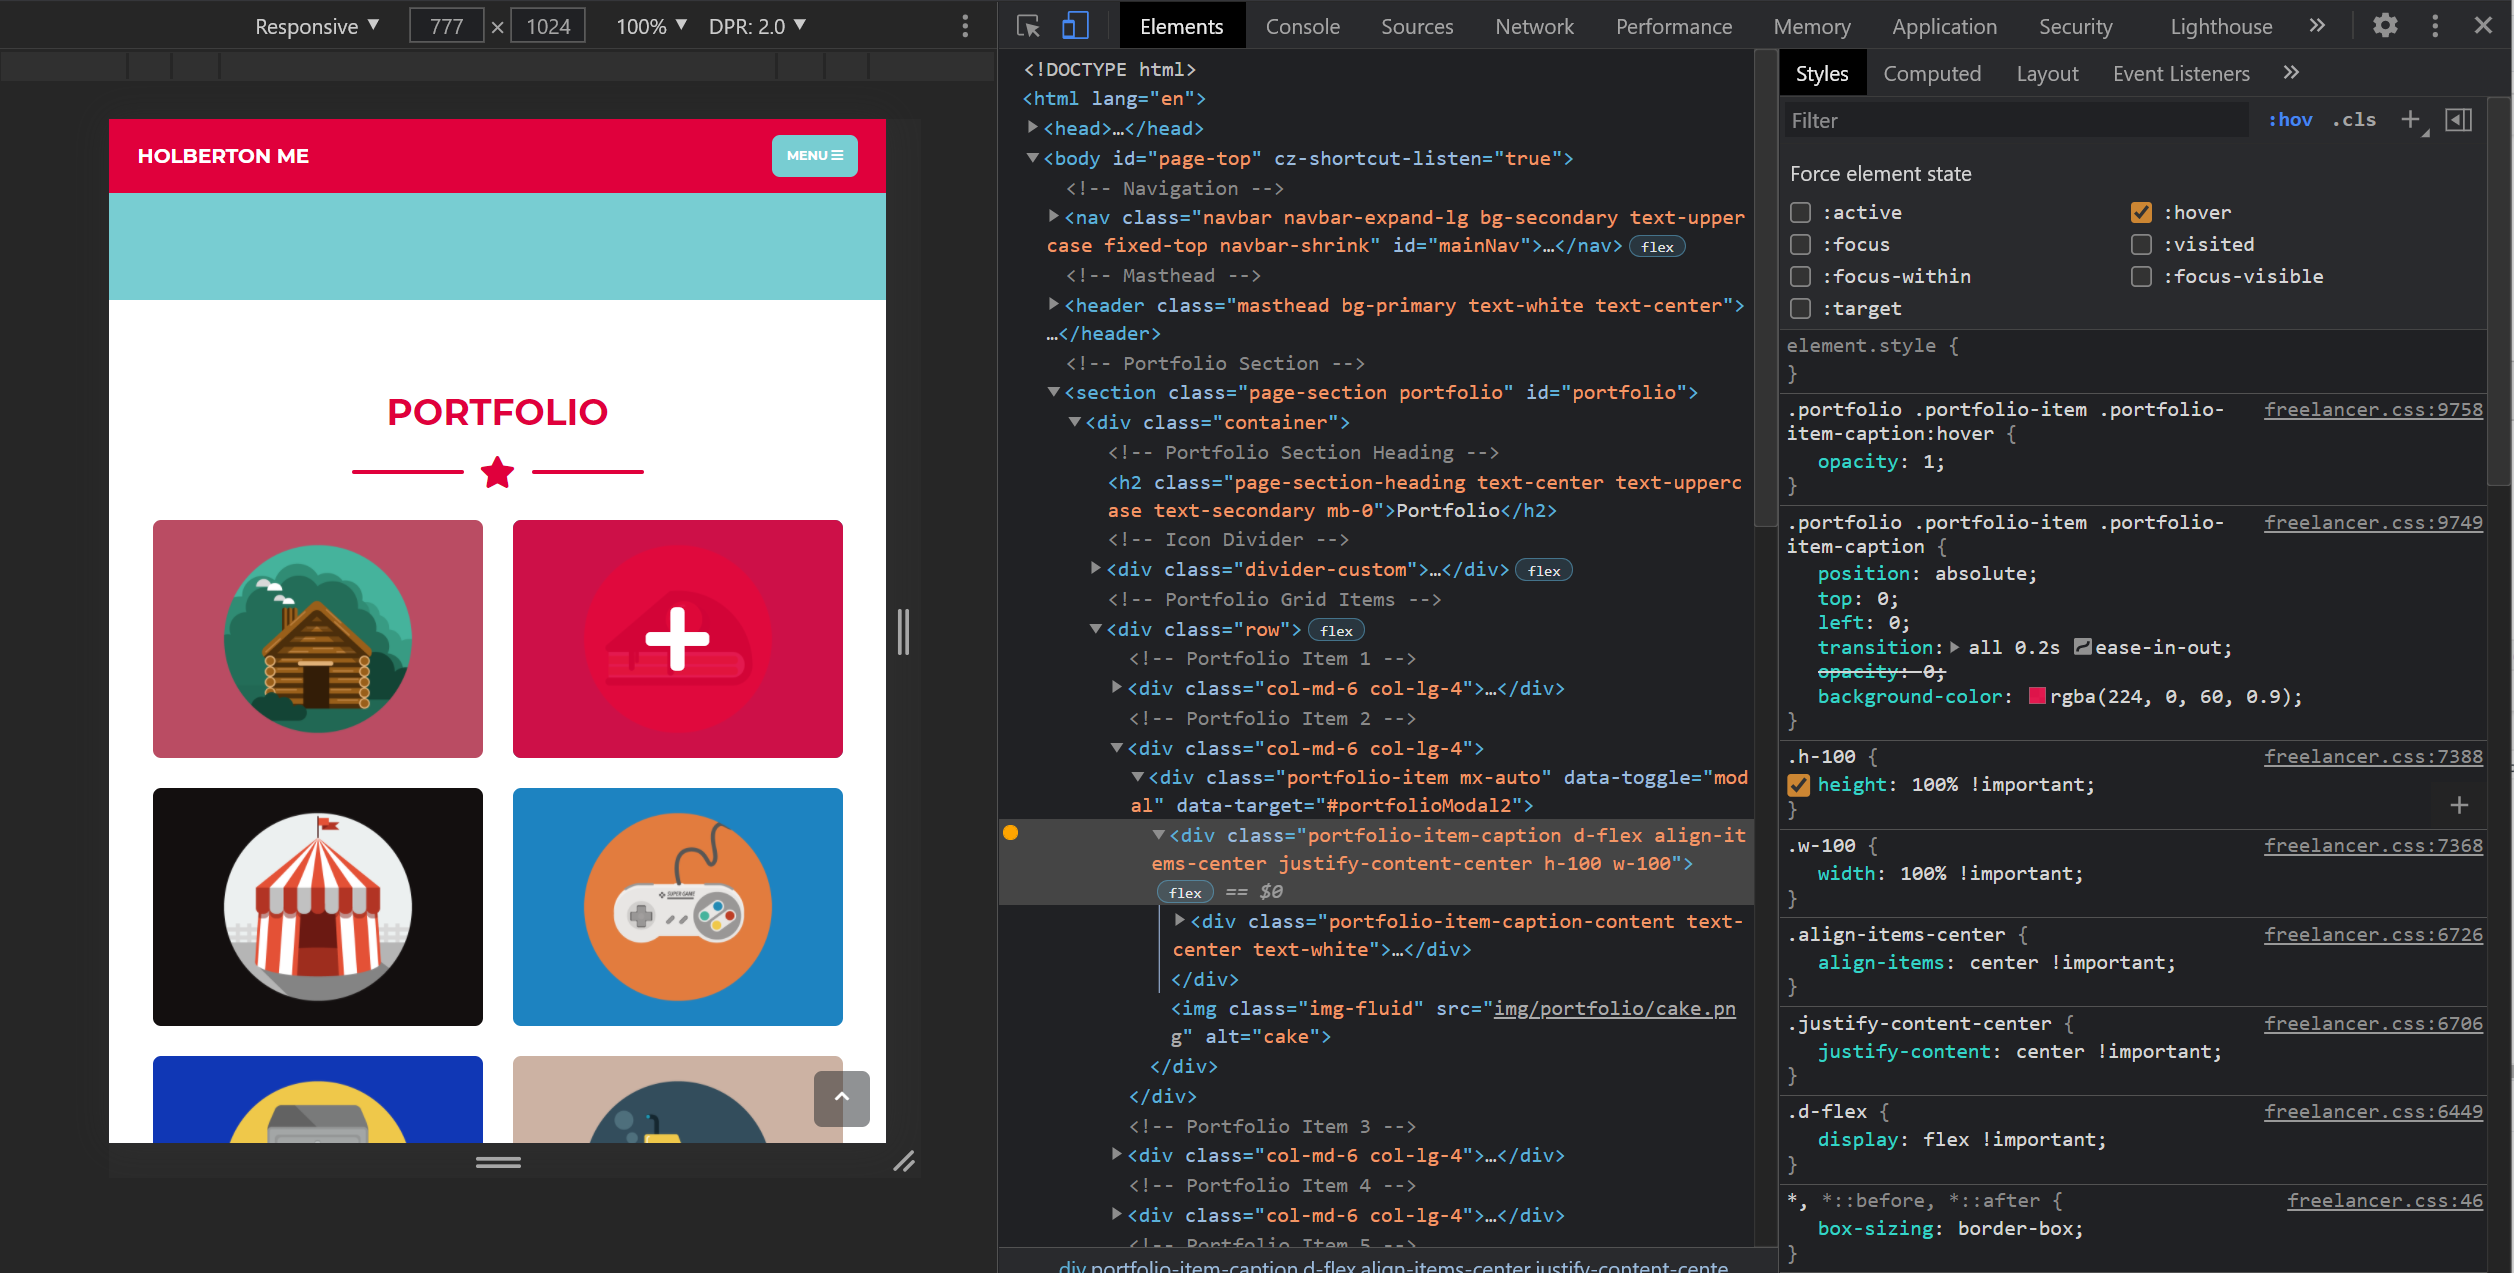 Responsive ▼ 777 × 1024 100% ▼ DPR: 2.0 ▼
HOLBERTON ME
MENU
PORTFOLIO
SUPER GAME
Elements Console Sources Network Performance Memory Application Security Lighthouse »
<!DOCTYPE html>
<html lang="en">
<head>…</head>
<body id="page-top" cz-shortcut-listen="true">
<!-- Navigation -->
<nav class="navbar navbar-expand-lg bg-secondary text-upper
case fixed-top navbar-shrink" id="mainNav">…</nav> flex
<!-- Masthead -->
<header class="masthead bg-primary text-white text-center">
…</header>
<!-- Portfolio Section -->
<section class="page-section portfolio" id="portfolio">
<div class="container">
<!-- Portfolio Section Heading -->
<h2 class="page-section-heading text-center text-upperc
ase text-secondary mb-0">Portfolio</h2>
<!-- Icon Divider -->
<div class="divider-custom">…</div> flex
<!-- Portfolio Grid Items -->
<div class="row"> flex
<!-- Portfolio Item 1 -->
<div class="col-md-6 col-lg-4">…</div>
<!-- Portfolio Item 2 -->
<div class="col-md-6 col-lg-4">
<div class="portfolio-item mx-auto" data-toggle="mod
al" data-target="#portfolioModal2">
<div class="portfolio-item-caption d-flex align-it
ems-center justify-content-center h-100 w-100">
flex == $0
<div class="portfolio-item-caption-content text-
center text-white">…</div>
</div>
<img class="img-fluid" src="img/portfolio/cake.pn
g" alt="cake">
</div>
</div>
<!-- Portfolio Item 3 -->
<div class="col-md-6 col-lg-4">…</div>
<!-- Portfolio Item 4 -->
<div class="col-md-6 col-lg-4">…</div>
<!-- Portfolio Item 5 -->
div.portfolio-item-caption.d-flex.align-items-center.justify-content-cente
Styles Computed Layout Event Listeners »
Filter :hov .cls +
Force element state
:active :hover
:focus :visited
:focus-within :focus-visible
:target
element.style {
}
.portfolio .portfolio-item .portfolio- freelancer.css:9758
item-caption:hover {
opacity: 1;
}
.portfolio .portfolio-item .portfolio- freelancer.css:9749
item-caption {
position: absolute;
top: 0;
left: 0;
transition: all 0.2s ease-in-out;
opacity: 0;
background-color: rgba(224, 0, 60, 0.9);
}
.h-100 { freelancer.css:7388
height: 100% !important;
}
.w-100 { freelancer.css:7368
width: 100% !important;
}
.align-items-center { freelancer.css:6726
align-items: center !important;
}
.justify-content-center { freelancer.css:6706
justify-content: center !important;
}
.d-flex { freelancer.css:6449
display: flex !important;
}
*, *::before, *::after { freelancer.css:46
box-sizing: border-box;
}